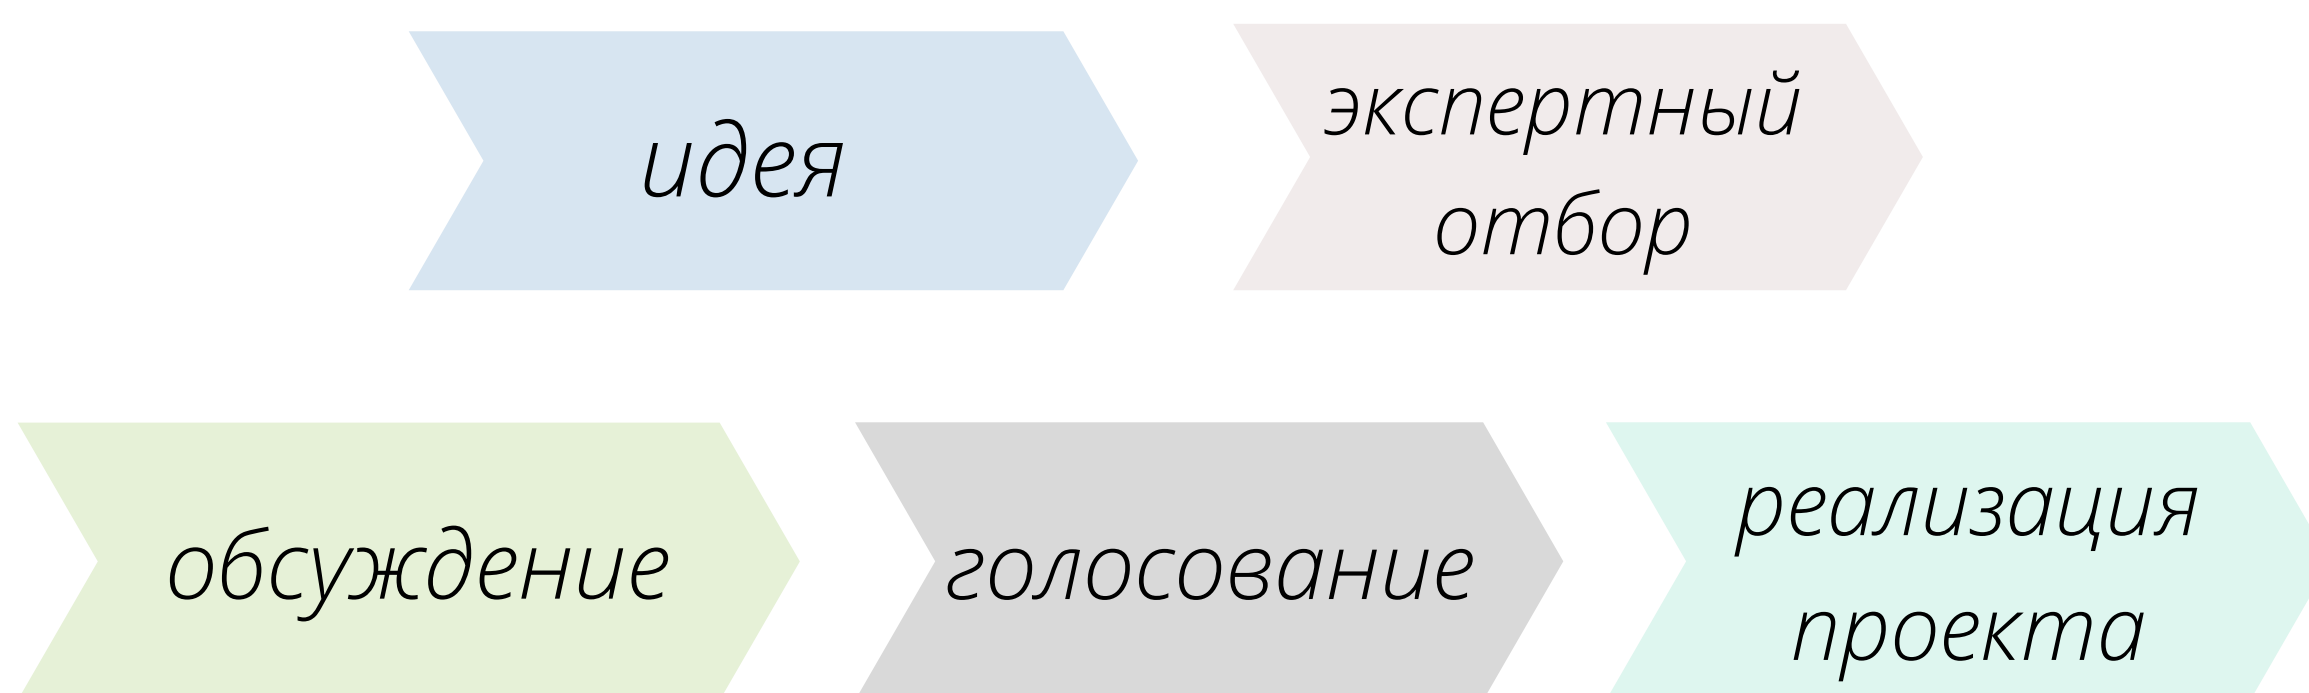 идея
экспертный
отбор
обсуждение
голосование
реализация
проекта